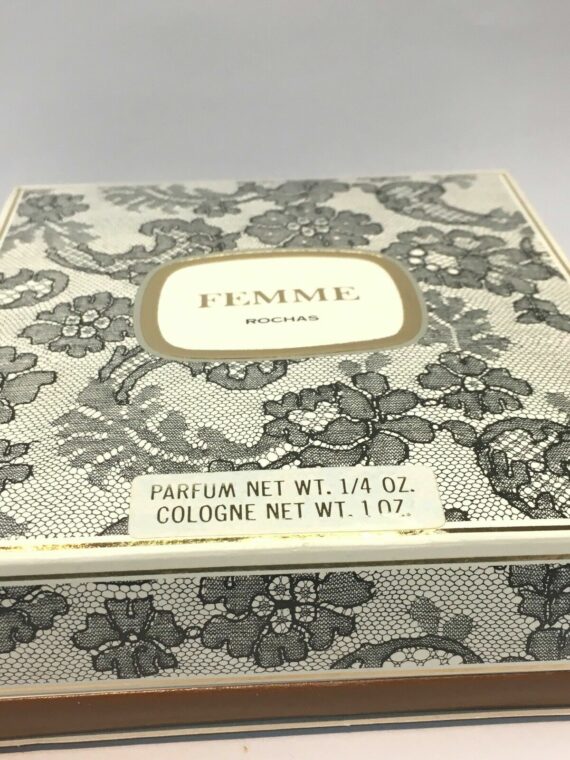 FEMME
ROCHAS
PARFUM NET WT. 1/4 OZ.
COLOGNE NET WT. 1 OZ.